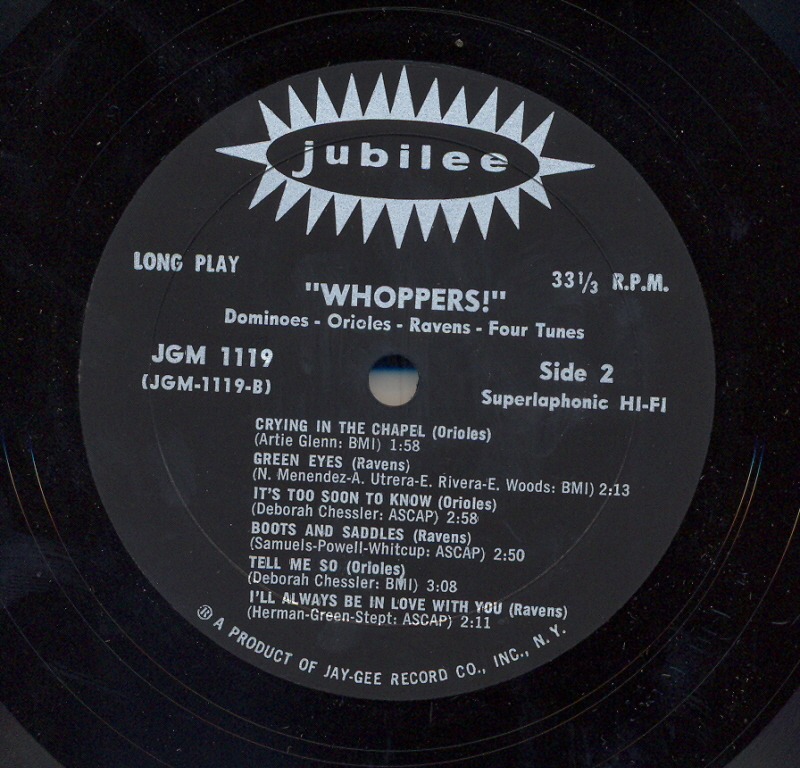 jubilee
LONG PLAY
33 1/3 R.P.M.
"WHOPPERS!"
Dominoes - Orioles - Ravens - Four Tunes
JGM 1119
(JGM-1119-B)
Side 2
Superlaphonic HI-FI
CRYING IN THE CHAPEL (Orioles)
(Artie Glenn: BMI) 1:58
GREEN EYES (Ravens)
(N. Menendez-A. Utrera-E. Rivera-E. Woods: BMI) 2:13
IT'S TOO SOON TO KNOW (Orioles)
(Deborah Chessler: ASCAP) 2:58
BOOTS AND SADDLES (Ravens)
(Samuels-Powell-Whitcup: ASCAP) 2:50
TELL ME SO (Orioles)
(Deborah Chessler: BMI) 3:08
I'LL ALWAYS BE IN LOVE WITH YOU (Ravens)
(Herman-Green-Stept: ASCAP) 2:11
® A PRODUCT OF JAY-GEE RECORD CO., INC., N. Y.